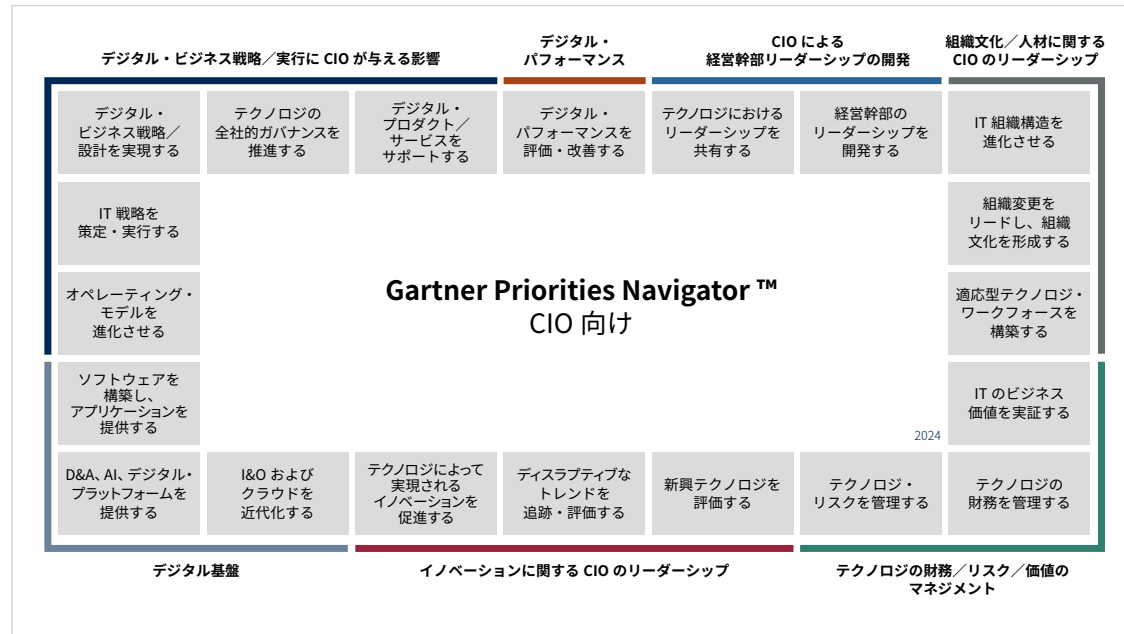 デジタル・ビジネス戦略／実行に CIO が与える影響
デジタル・
パフォーマンス
CIO による
経営幹部リーダーシップの開発
組織文化／人材に関する
CIO のリーダーシップ
デジタル・
ビジネス戦略／
設計を実現する
テクノロジの
全社的ガバナンスを
推進する
デジタル・
プロダクト／
サービスを
サポートする
デジタル・
パフォーマンスを
評価・改善する
テクノロジにおける
リーダーシップを
共有する
経営幹部の
リーダーシップを
開発する
IT 組織構造を
進化させる
IT 戦略を
策定・実行する
組織変更を
リードし、組織
文化を形成する
オペレーティング・
モデルを
進化させる
Gartner Priorities Navigator ™
CIO 向け
適応型テクノロジ・
ワークフォースを
構築する
ソフトウェアを
構築し、
アプリケーションを
提供する
IT のビジネス
価値を実証する
2024
D&A、AI、デジタル・
プラットフォームを
提供する
I&O および
クラウドを
近代化する
テクノロジによって
実現される
イノベーションを
促進する
ディスラプティブな
トレンドを
追跡・評価する
新興テクノロジを
評価する
テクノロジ・
リスクを管理する
テクノロジの
財務を管理する
デジタル基盤
イノベーションに関する CIO のリーダーシップ
テクノロジの財務／リスク／価値の
マネジメント